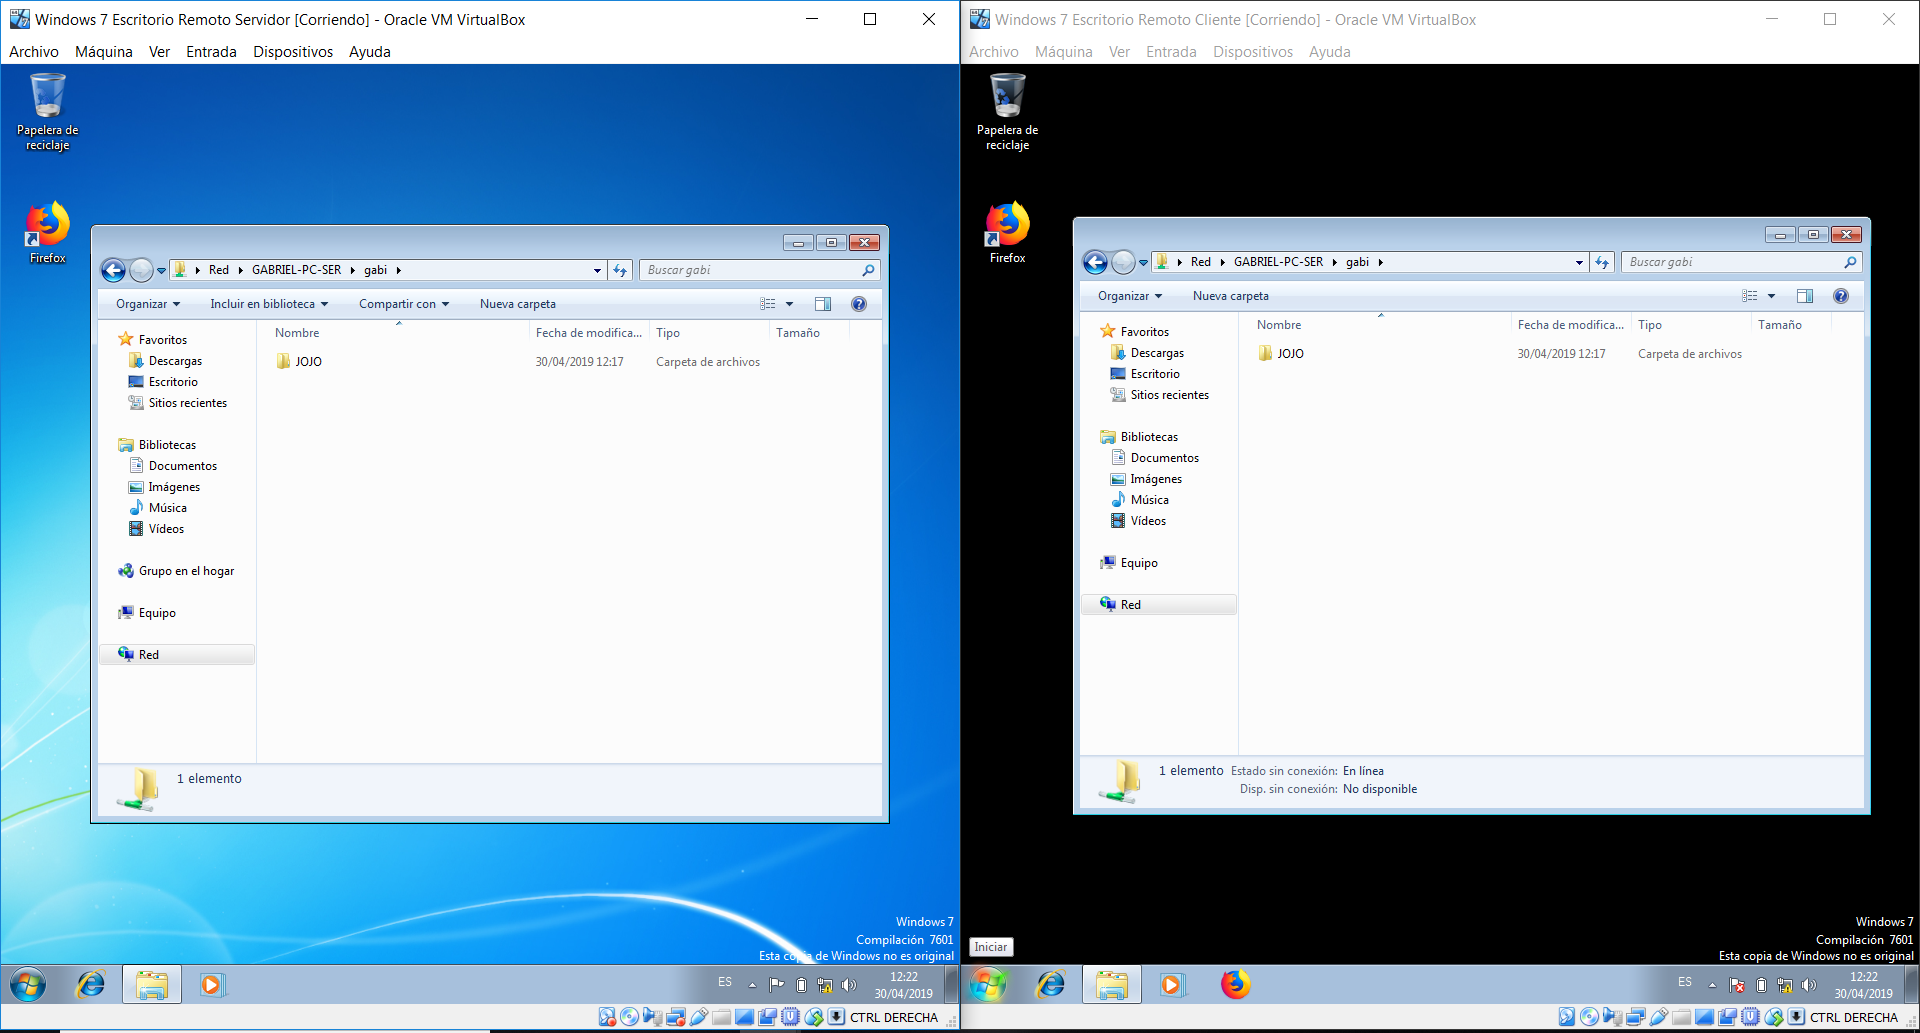 Windows 7 Escritorio Remoto Servidor [Corriendo] - Oracle VM VirtualBox
Archivo Máquina Ver Entrada Dispositivos Ayuda
Papelera de
reciclaje
Firefox
Red GABRIEL-PC-SER gabi
Buscar gabi
Organizar Incluir en biblioteca Compartir con Nueva carpeta
Nombre Fecha de modifica... Tipo Tamaño
JOJO 30/04/2019 12:17 Carpeta de archivos
Favoritos
Descargas
Escritorio
Sitios recientes
Bibliotecas
Documentos
Imágenes
Música
Vídeos
Grupo en el hogar
Equipo
Red
1 elemento
Windows 7
Compilación 7601
Esta copia de Windows no es original
ES
12:22
30/04/2019
CTRL DERECHA
Windows 7 Escritorio Remoto Cliente [Corriendo] - Oracle VM VirtualBox
Archivo Máquina Ver Entrada Dispositivos Ayuda
Papelera de
reciclaje
Firefox
Red GABRIEL-PC-SER gabi
Buscar gabi
Organizar Nueva carpeta
Nombre Fecha de modifica... Tipo Tamaño
JOJO 30/04/2019 12:17 Carpeta de archivos
Favoritos
Descargas
Escritorio
Sitios recientes
Bibliotecas
Documentos
Imágenes
Música
Vídeos
Equipo
Red
1 elemento Estado sin conexión: En línea
Disp. sin conexión: No disponible
Windows 7
Compilación 7601
Esta copia de Windows no es original
Iniciar
ES
12:22
30/04/2019
CTRL DERECHA